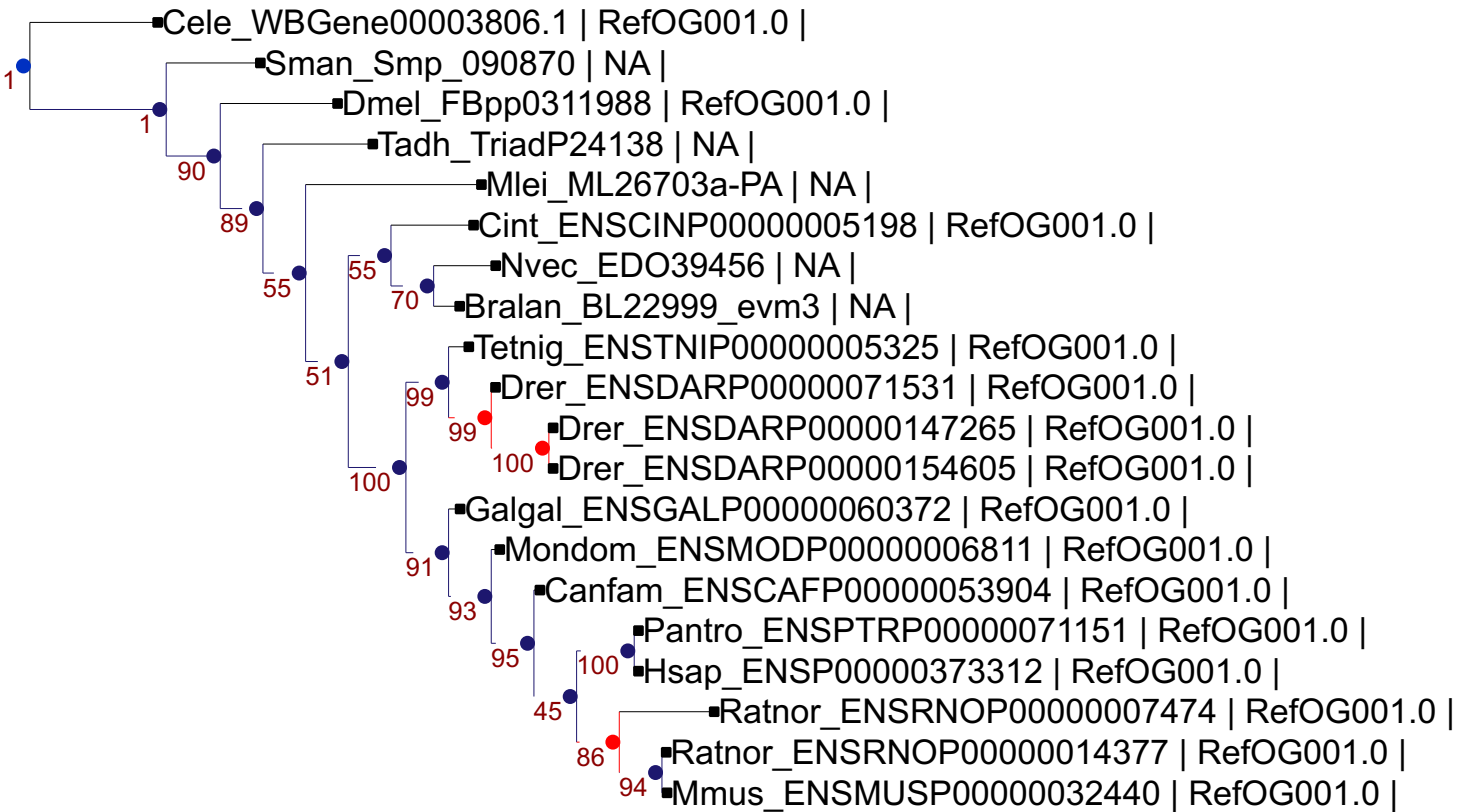 Cele_WBGene00003806.1 | RefOG001.0 |
Sman_Smp_090870 | NA |
1
Dmel_FBpp0311988 | RefOG001.0 |
1
Tadh_TriadP24138 | NA |
90
Mlei_ML26703a-PA | NA |
89
Cint_ENSCINP00000005198 | RefOG001.0 |
55
Nvec_EDO39456 | NA |
55
70
Bralan_BL22999_evm3 | NA |
Tetnig_ENSTNIP00000005325 | RefOG001.0 |
51
Drer_ENSDARP00000071531 | RefOG001.0 |
99
Drer_ENSDARP00000147265 | RefOG001.0 |
99
100
Drer_ENSDARP00000154605 | RefOG001.0 |
100
Galgal_ENSGALP00000060372 | RefOG001.0 |
Mondom_ENSMODP00000006811 | RefOG001.0 |
91
Canfam_ENSCAFP00000053904 | RefOG001.0 |
93
Pantro_ENSPTRP00000071151 | RefOG001.0 |
95
100
Hsap_ENSP00000373312 | RefOG001.0 |
45
Ratnor_ENSRNOP00000007474 | RefOG001.0 |
86
Ratnor_ENSRNOP00000014377 | RefOG001.0 |
94
Mmus_ENSMUSP00000032440 | RefOG001.0 |